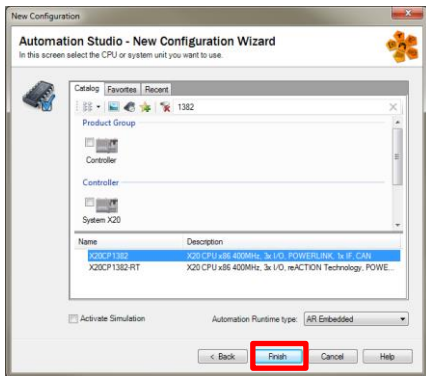 New Configuration
Automation Studio - New Configuration Wizard
In this screen select the CPU or system unit you want to use.
Catalog Favorites Recent
1382
Product Group
Controller
Controller
System X20
Name Description
X20CP1382 X20 CPU x86 400MHz, 3x I/O, POWERLINK, 1x IF, CAN
X20CP1382-RT X20 CPU x86 400MHz, 3x I/O, reACTION Technology, POWE...
Activate Simulation Automation Runtime type: AR Embedded
< Back Finish Cancel Help